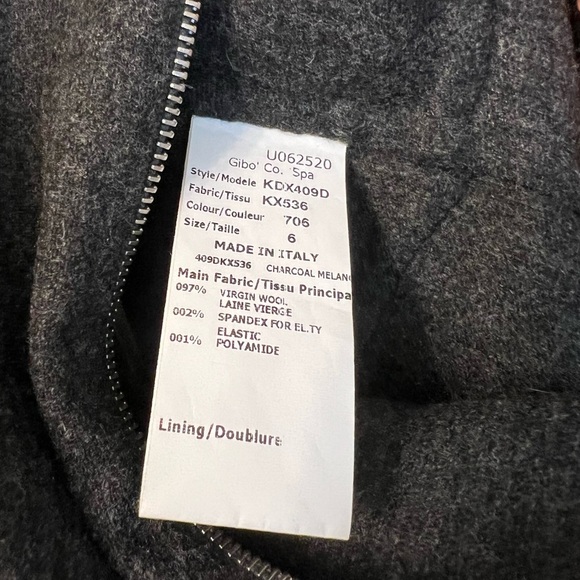 U062520
Gibo' Co. Spa
Style/Modele KDX409D
Fabric/Tissu KX536
Colour/Couleur 706
Size/Taille 6
MADE IN ITALY
409DKX536 CHARCOAL MELAN
Main Fabric/Tissu Principa
097% VIRGIN WOOL
LAINE VIERGE
002% SPANDEX FOR EL.TY
ELASTIC
001% POLYAMIDE
Lining/Doublure